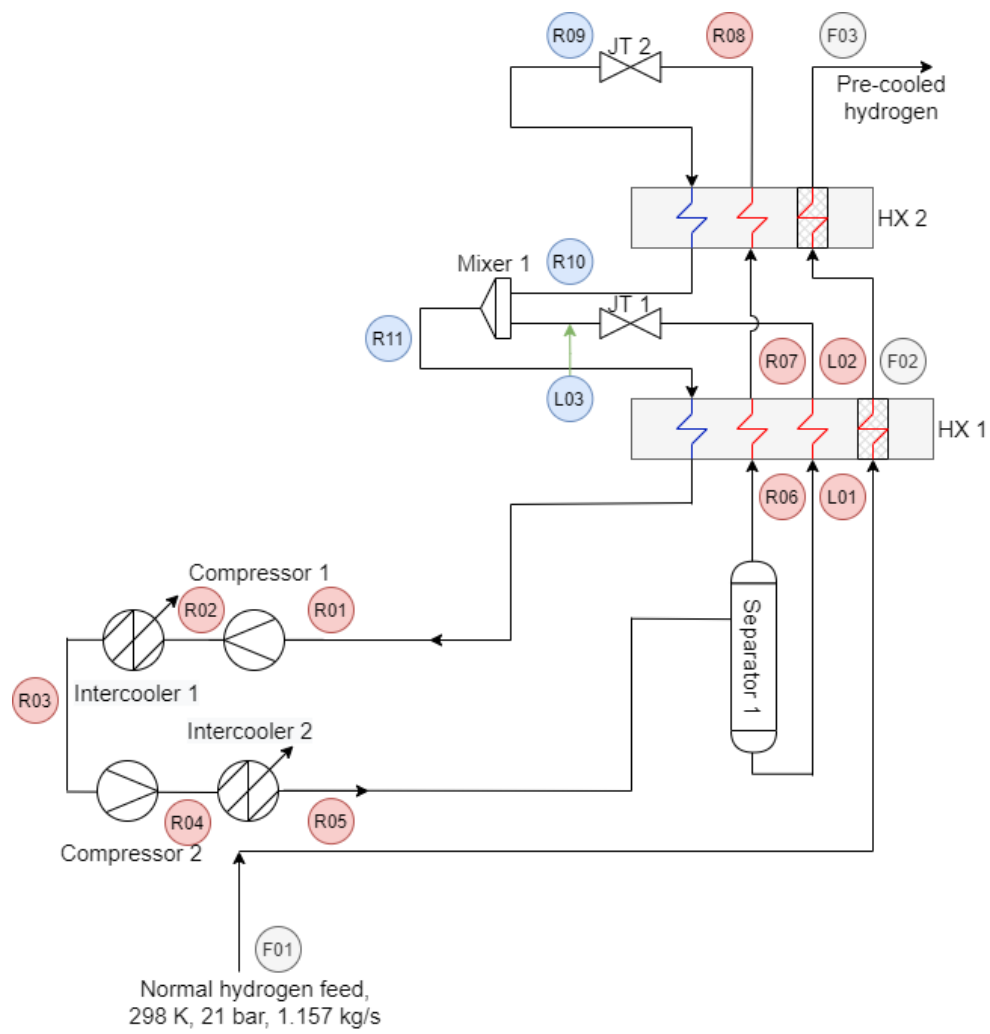 R09
JT 2
R08
F03
Pre-cooled
hydrogen
HX 2
Mixer 1
R10
JT 1
R11
R07
L02
F02
L03
HX 1
R06
L01
Compressor 1
R02
R01
Separator 1
R03
Intercooler 1
Intercooler 2
R04
R05
Compressor 2
F01
Normal hydrogen feed,
298 K, 21 bar, 1.157 kg/s